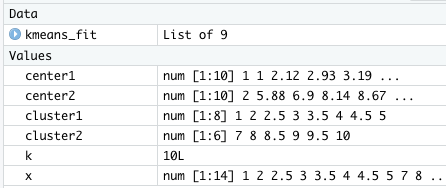 Data
kmeans_fit List of 9
Values
center1 num [1:10] 1 1 2.12 2.93 3.19 ...
center2 num [1:10] 2 5.88 6.9 8.14 8.67 ...
cluster1 num [1:8] 1 2 2.5 3 3.5 4 4.5 5
cluster2 num [1:6] 7 8 8.5 9 9.5 10
k 10L
x num [1:14] 1 2 2.5 3 3.5 4 4.5 5 7 8 ..